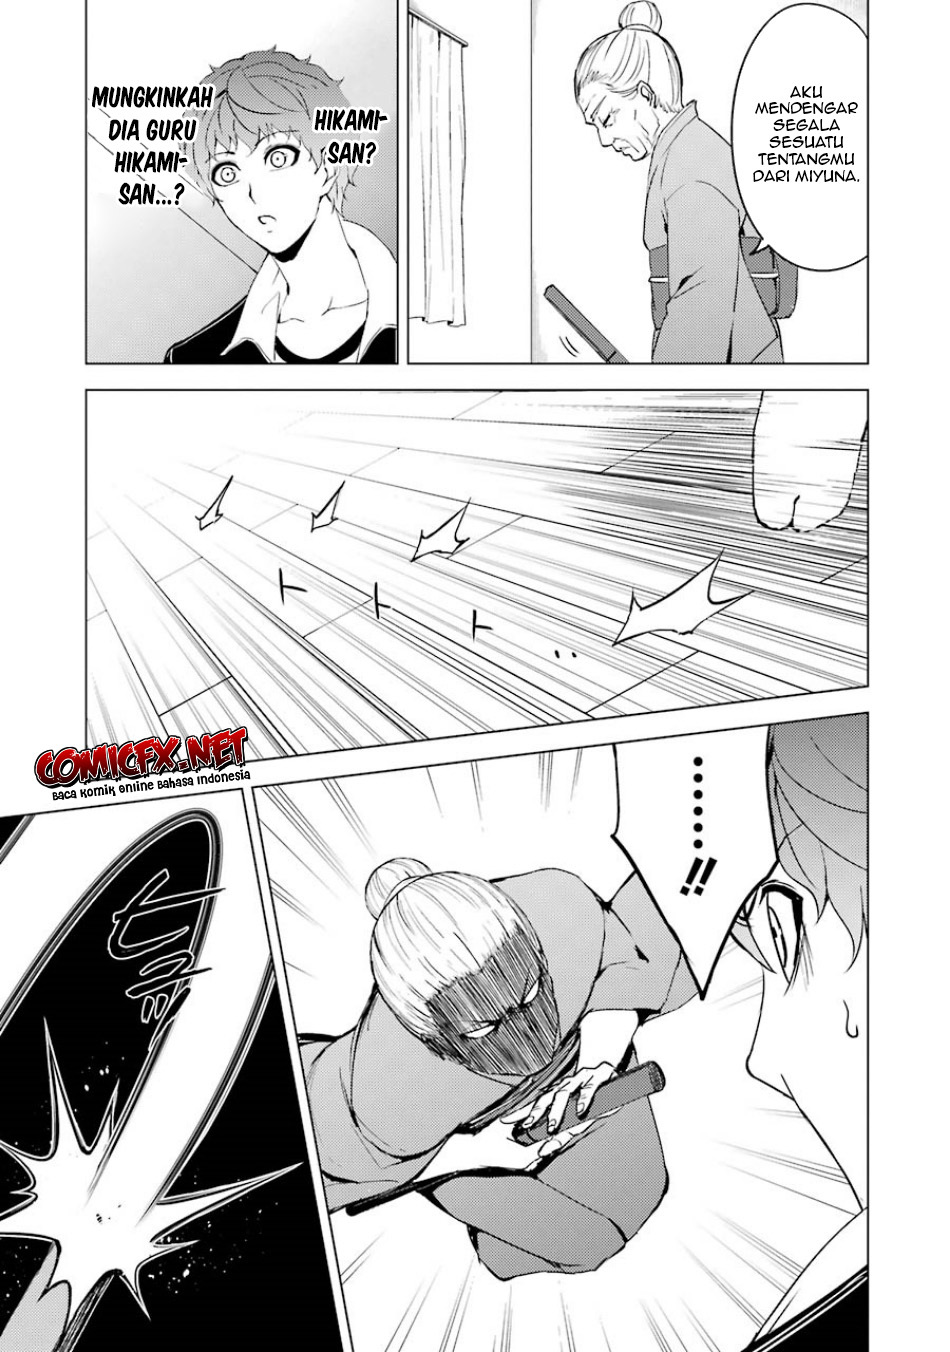 AKU
MENDENGAR
SEGALA
SESUATU
TENTANGMU
DARI MIYUNA.
HIKAMI-
SAN?
MUNGKINKAH
DIA GURU
HIKAMI-
SAN...?
ト
ト
ト
......!!
COMICFX.NET
Baca komik online Bahasa Indonesia